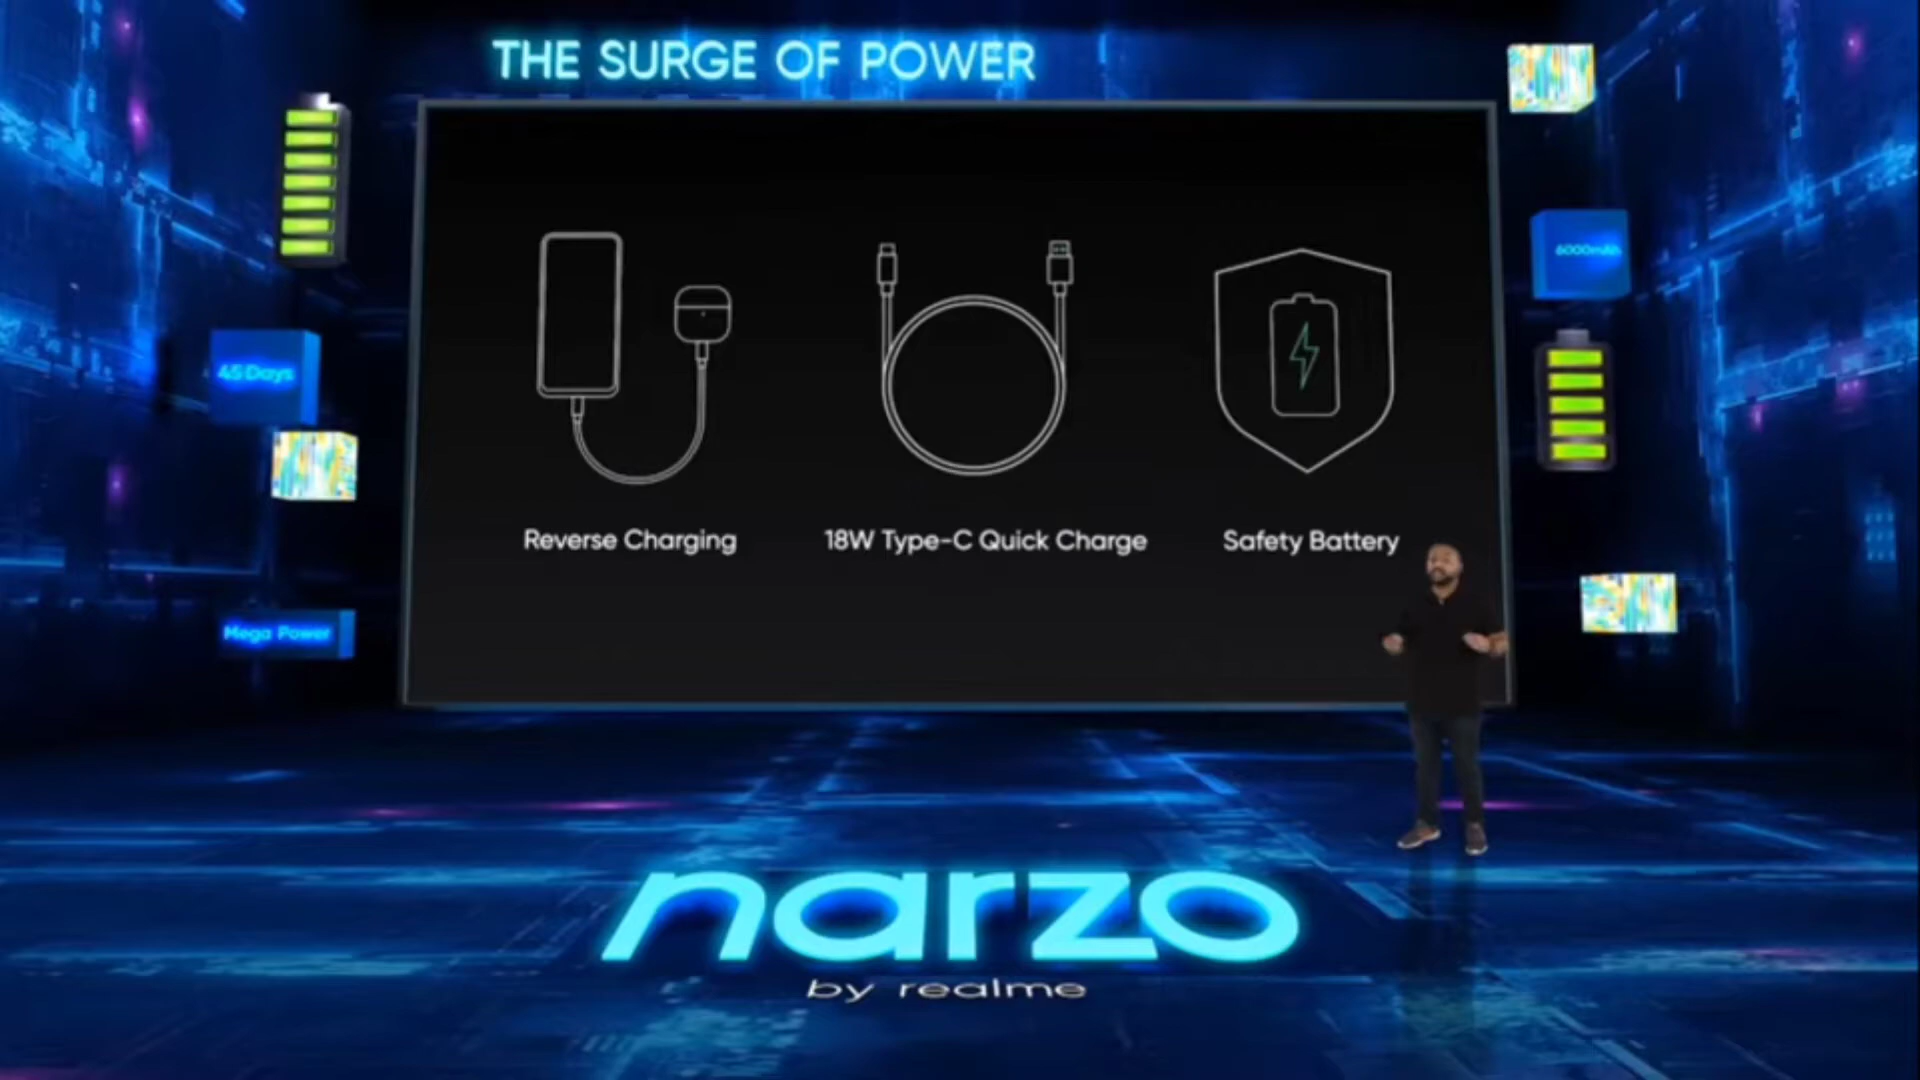 THE SURGE OF POWER
6000mAh
45 Days
Reverse Charging
18W Type-C Quick Charge
Safety Battery
Mega Power
narzo
by realme